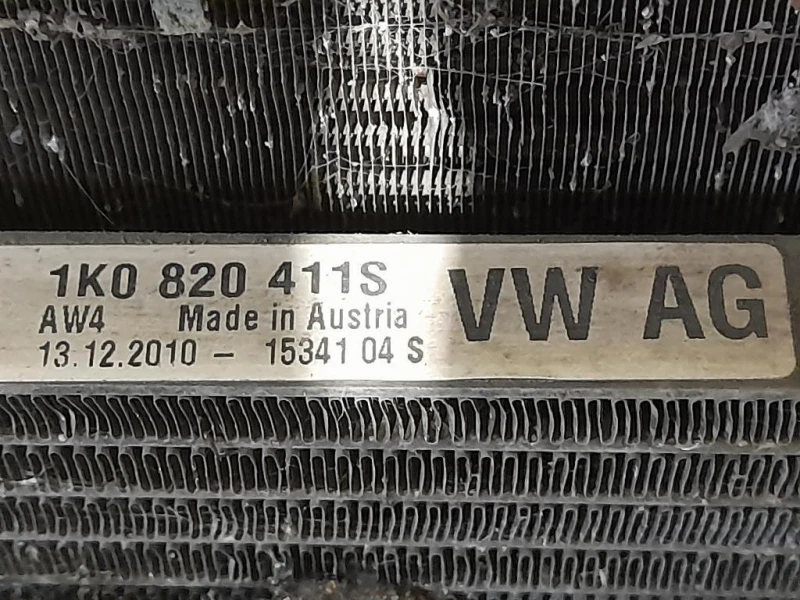 1K0 820 411S VW AG
AW4 Made in Austria
13.12.2010 - 15341 04 S